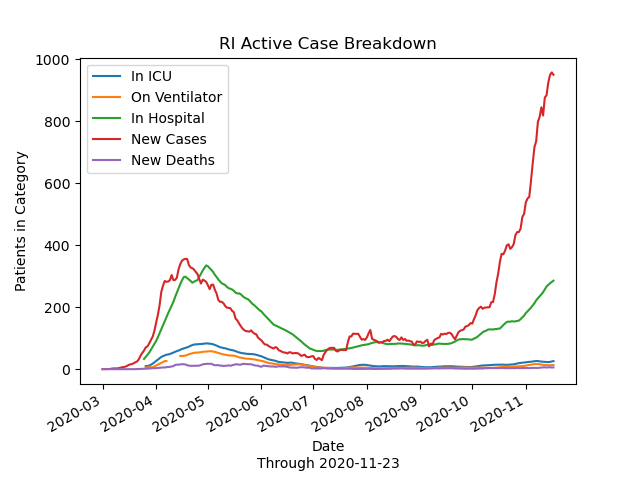 RI Active Case Breakdown
Patients in Category
1000
800
600
400
200
0
In ICU
On Ventilator
In Hospital
New Cases
New Deaths
2020-03
2020-04
2020-05
2020-06
2020-07
2020-08
2020-09
2020-10
2020-11
Date
Through 2020-11-23